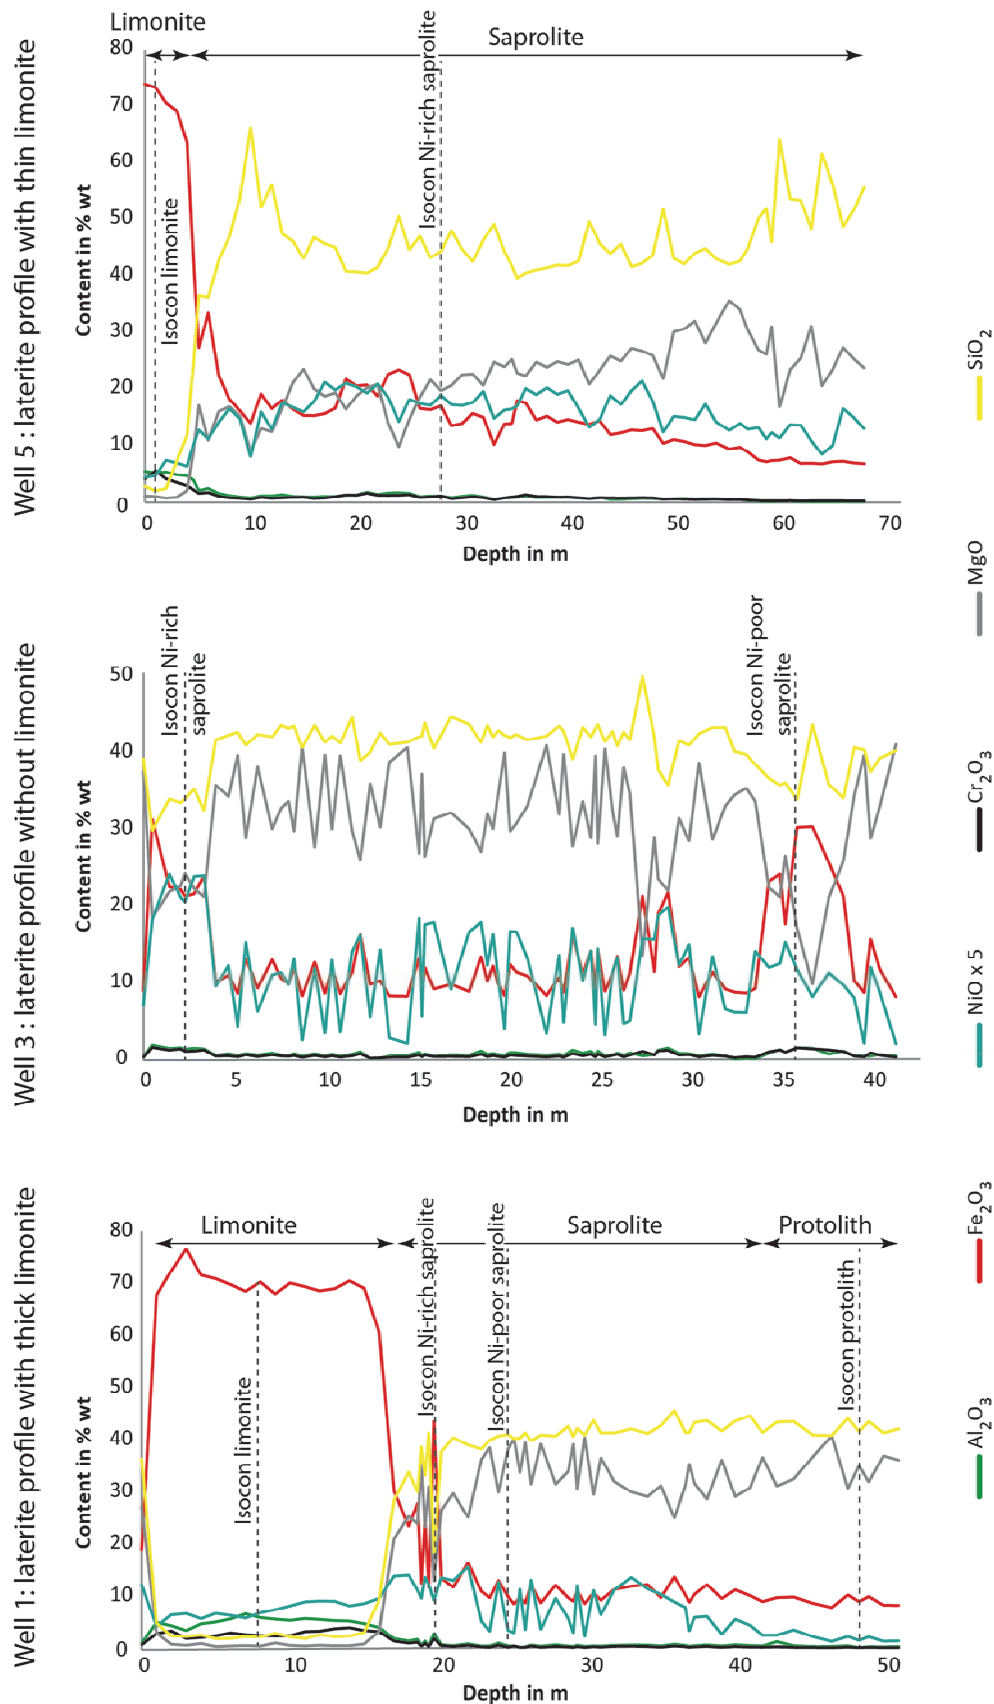 Well 5 : laterite profile with thin limonite
Limonite
Saprolite
Isocon limonite
Isocon Ni-rich saprolite
Content in % wt
80
70
60
50
40
30
20
10
0
0 10 20 30 40 50 60 70
Depth in m
Well 3 : laterite profile without limonite
Isocon Ni-rich
saprolite
Isocon Ni-poor
saprolite
Content in % wt
50
40
30
20
10
0
0 5 10 15 20 25 30 35 40
Depth in m
Well 1: laterite profile with thick limonite
Limonite
Saprolite
Protolith
Isocon limonite
Isocon Ni-rich saprolite
Isocon Ni-poor saprolite
Isocon protolith
Content in % wt
80
70
60
50
40
30
20
10
0
0 10 20 30 40 50
Depth in m
Al₂O₃
Fe₂O₃
NiO x 5
Cr₂O₃
MgO
SiO₂